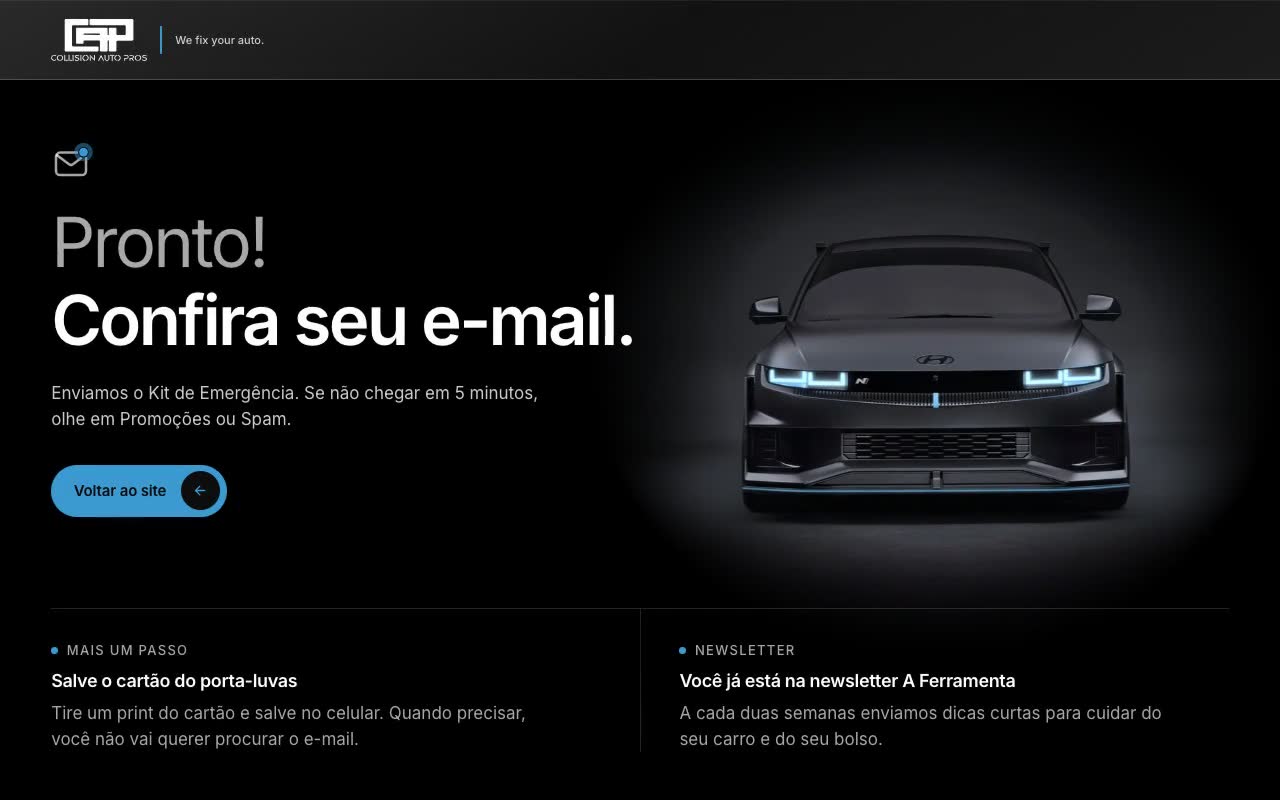 CAP
COLLISION AUTO PROS
We fix your auto.
Pronto!
Confira seu e-mail.
Enviamos o Kit de Emergência. Se não chegar em 5 minutos,
olhe em Promoções ou Spam.
Voltar ao site
N
MAIS UM PASSO
Salve o cartão do porta-luvas
Tire um print do cartão e salve no celular. Quando precisar,
você não vai querer procurar o e-mail.
NEWSLETTER
Você já está na newsletter A Ferramenta
A cada duas semanas enviamos dicas curtas para cuidar do
seu carro e do seu bolso.